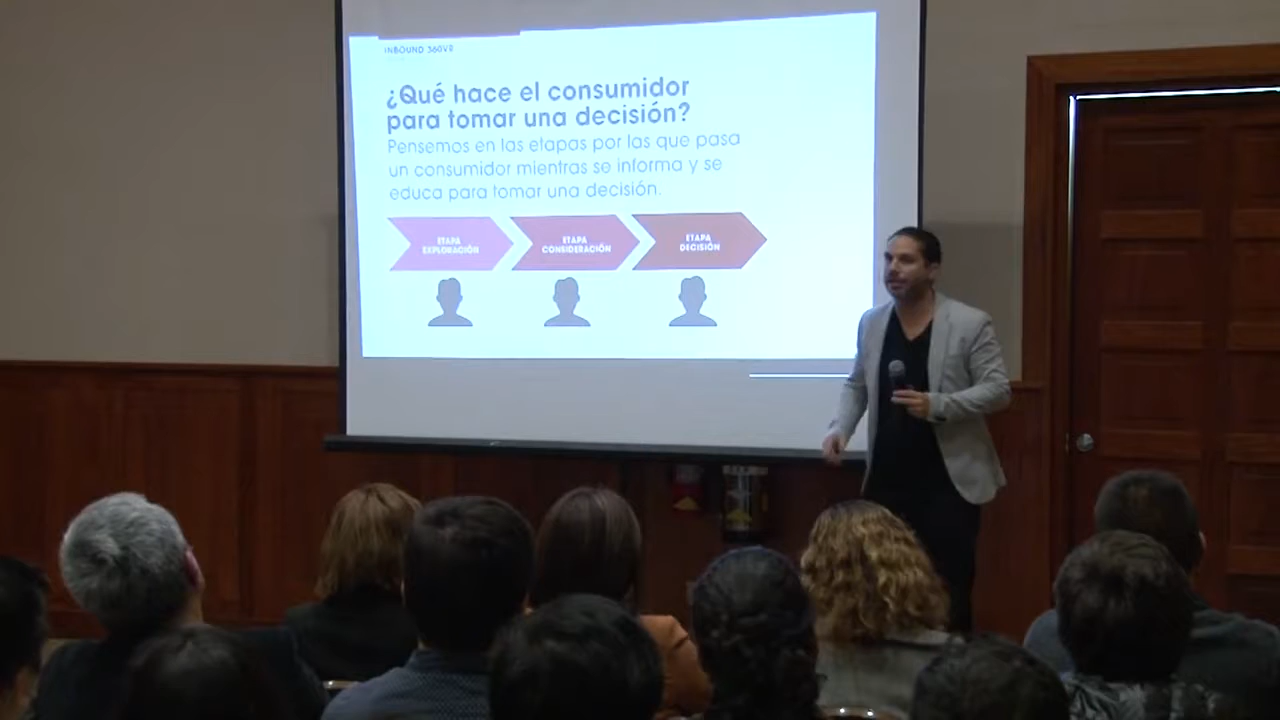 INBOUND 360VR
¿Qué hace el consumidor
para tomar una decisión?
Pensemos en las etapas por las que pasa
un consumidor mientras se informa y se
educa para tomar una decisión.
ETAPA
EXPLORACIÓN
ETAPA
CONSIDERACIÓN
ETAPA
DECISIÓN